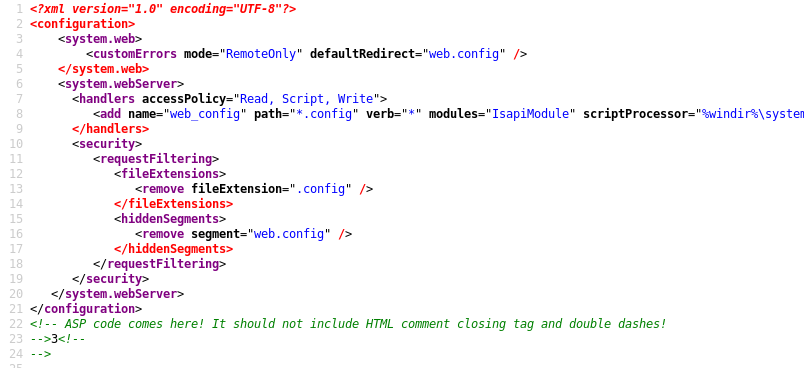 1 <?xml version="1.0" encoding="UTF-8"?>
2 <configuration>
3 <system.web>
4 <customErrors mode="RemoteOnly" defaultRedirect="web.config" />
5 </system.web>
6 <system.webServer>
7 <handlers accessPolicy="Read, Script, Write">
8 <add name="web_config" path="*.config" verb="*" modules="IsapiModule" scriptProcessor="%windir%\system
9 </handlers>
10 <security>
11 <requestFiltering>
12 <fileExtensions>
13 <remove fileExtension=".config" />
14 </fileExtensions>
15 <hiddenSegments>
16 <remove segment="web.config" />
17 </hiddenSegments>
18 </requestFiltering>
19 </security>
20 </system.webServer>
21 </configuration>
22 <!-- ASP code comes here! It should not include HTML comment closing tag and double dashes!
23 -->3<!--
24 -->
25